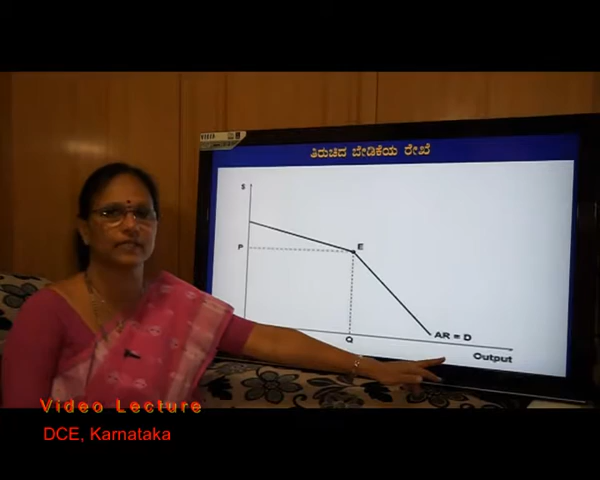 ತಿರುಚಿದ ಬೇಡಿಕೆಯ ರೇಖೆ
$
P
E
AR = D
Q
Output
Video Lecture
DCE, Karnataka